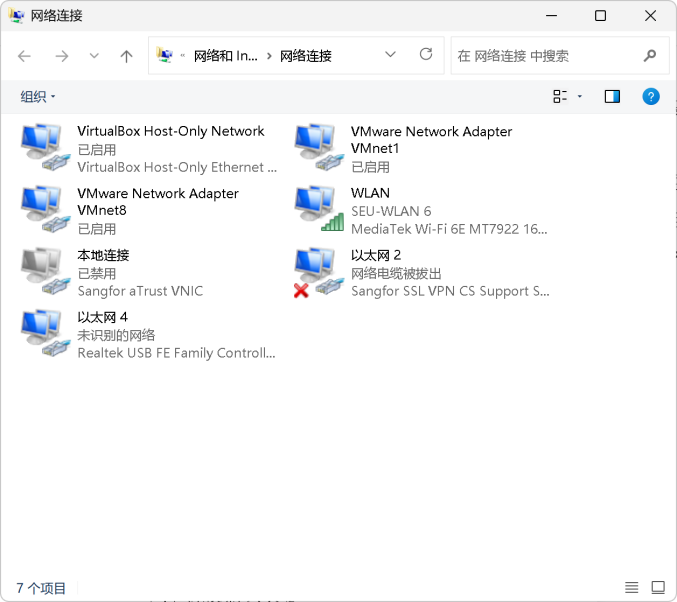 网络连接
网络和 In... 网络连接
在 网络连接 中搜索
组织
VirtualBox Host-Only Network
已启用
VirtualBox Host-Only Ethernet ...
VMware Network Adapter
VMnet1
已启用
VMware Network Adapter
VMnet8
已启用
WLAN
SEU-WLAN 6
MediaTek Wi-Fi 6E MT7922 16...
本地连接
已禁用
Sangfor aTrust VNIC
以太网 2
网络电缆被拔出
Sangfor SSL VPN CS Support S...
以太网 4
未识别的网络
Realtek USB FE Family Controll...
7 个项目